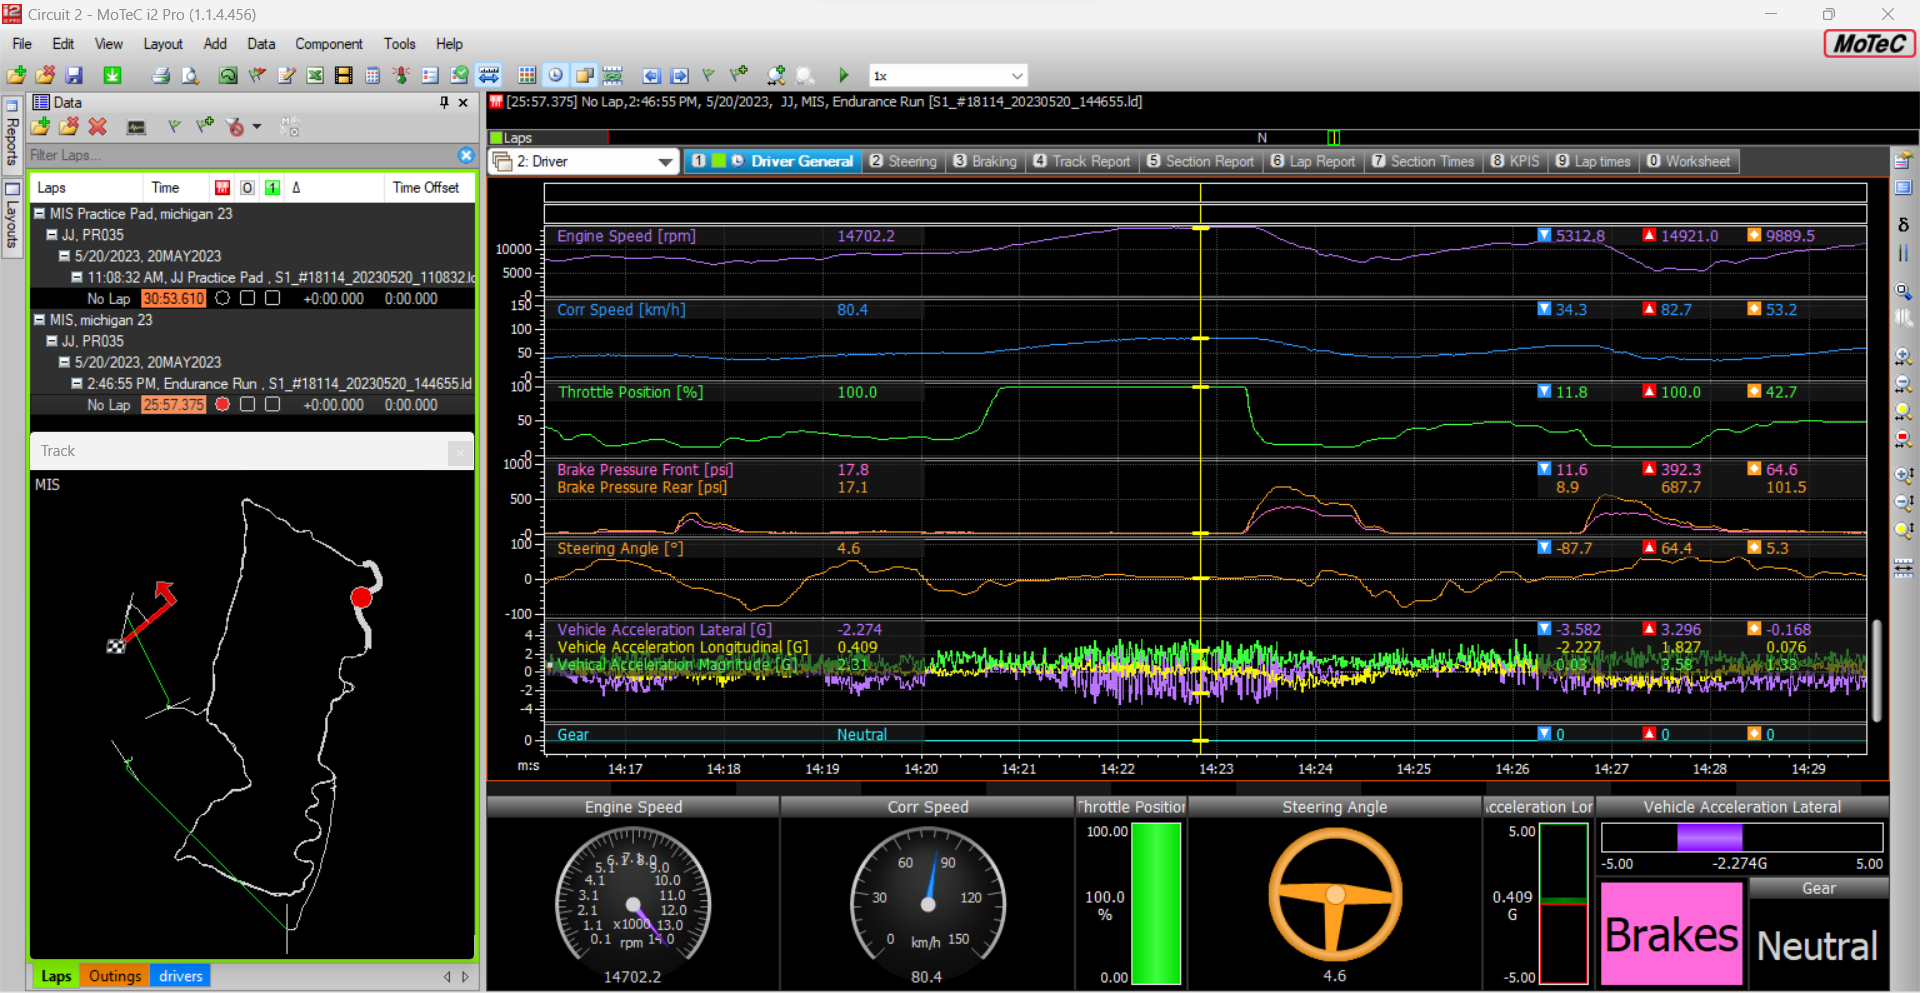 Circuit 2 - MoTeC i2 Pro (1.1.4.456)
File Edit View Layout Add Data Component Tools Help
MoTeC
1x
Data
[25:57.375] No Lap,2:46:55 PM, 5/20/2023, JJ, MIS, Endurance Run [S1_#18114_20230520_144655.ld]
Laps N
Reports
Layouts
Filter Laps...
2: Driver
1 Driver General 2 Steering 3 Braking 4 Track Report 5 Section Report 6 Lap Report 7 Section Times 8 KPIS 9 Lap times 0 Worksheet
Laps Time O 1 Δ Time Offset
MIS Practice Pad, michigan 23
JJ, PR035
5/20/2023, 20MAY2023
11:08:32 AM, JJ Practice Pad , S1_#18114_20230520_110832.l
No Lap 30:53.610 +0:00.000 0:00.000
MIS, michigan 23
JJ, PR035
5/20/2023, 20MAY2023
2:46:55 PM, Endurance Run , S1_#18114_20230520_144655.ld
No Lap 25:57.375 +0:00.000 0:00.000
Track
MIS
Laps Outings drivers
Engine Speed [rpm] 14702.2 5312.8 14921.0 9889.5
10000
5000
-0
Corr Speed [km/h] 80.4 34.3 82.7 53.2
150
100
50
-0
Throttle Position [%] 100.0 11.8 100.0 42.7
100
50
-0
Brake Pressure Front [psi] 17.8 11.6 392.3 64.6
Brake Pressure Rear [psi] 17.1 8.9 687.7 101.5
1000
500
-0
Steering Angle [°] 4.6 -87.7 64.4 5.3
100
0
-100
Vehicle Acceleration Lateral [G] -2.274 -3.582 3.296 -0.168
Vehicle Acceleration Longitudinal [G] 0.409 -2.227 1.827 0.076
Vehical Acceleration Magnitude [G] 2.31 0.03 3.58 1.33
4
2
0
-2
-4
Gear Neutral 0 0 0
0
m:s 14:17 14:18 14:19 14:20 14:21 14:22 14:23 14:24 14:25 14:26 14:27 14:28 14:29
Engine Speed
0.1 1.1 2.1 3.1 4.1 5.1 6.1 7.1 8.0 9.0 10.0 11.0 12.0 13.0 14.0
x1000
rpm
14702.2
Corr Speed
0 30 60 90 120 150
km/h
80.4
Throttle Position
100.00
100.0
%
0.00
Steering Angle
4.6
cceleration Lor
5.00
0.409
G
-5.00
Vehicle Acceleration Lateral
-5.00 -2.274G 5.00
Brakes
Gear
Neutral